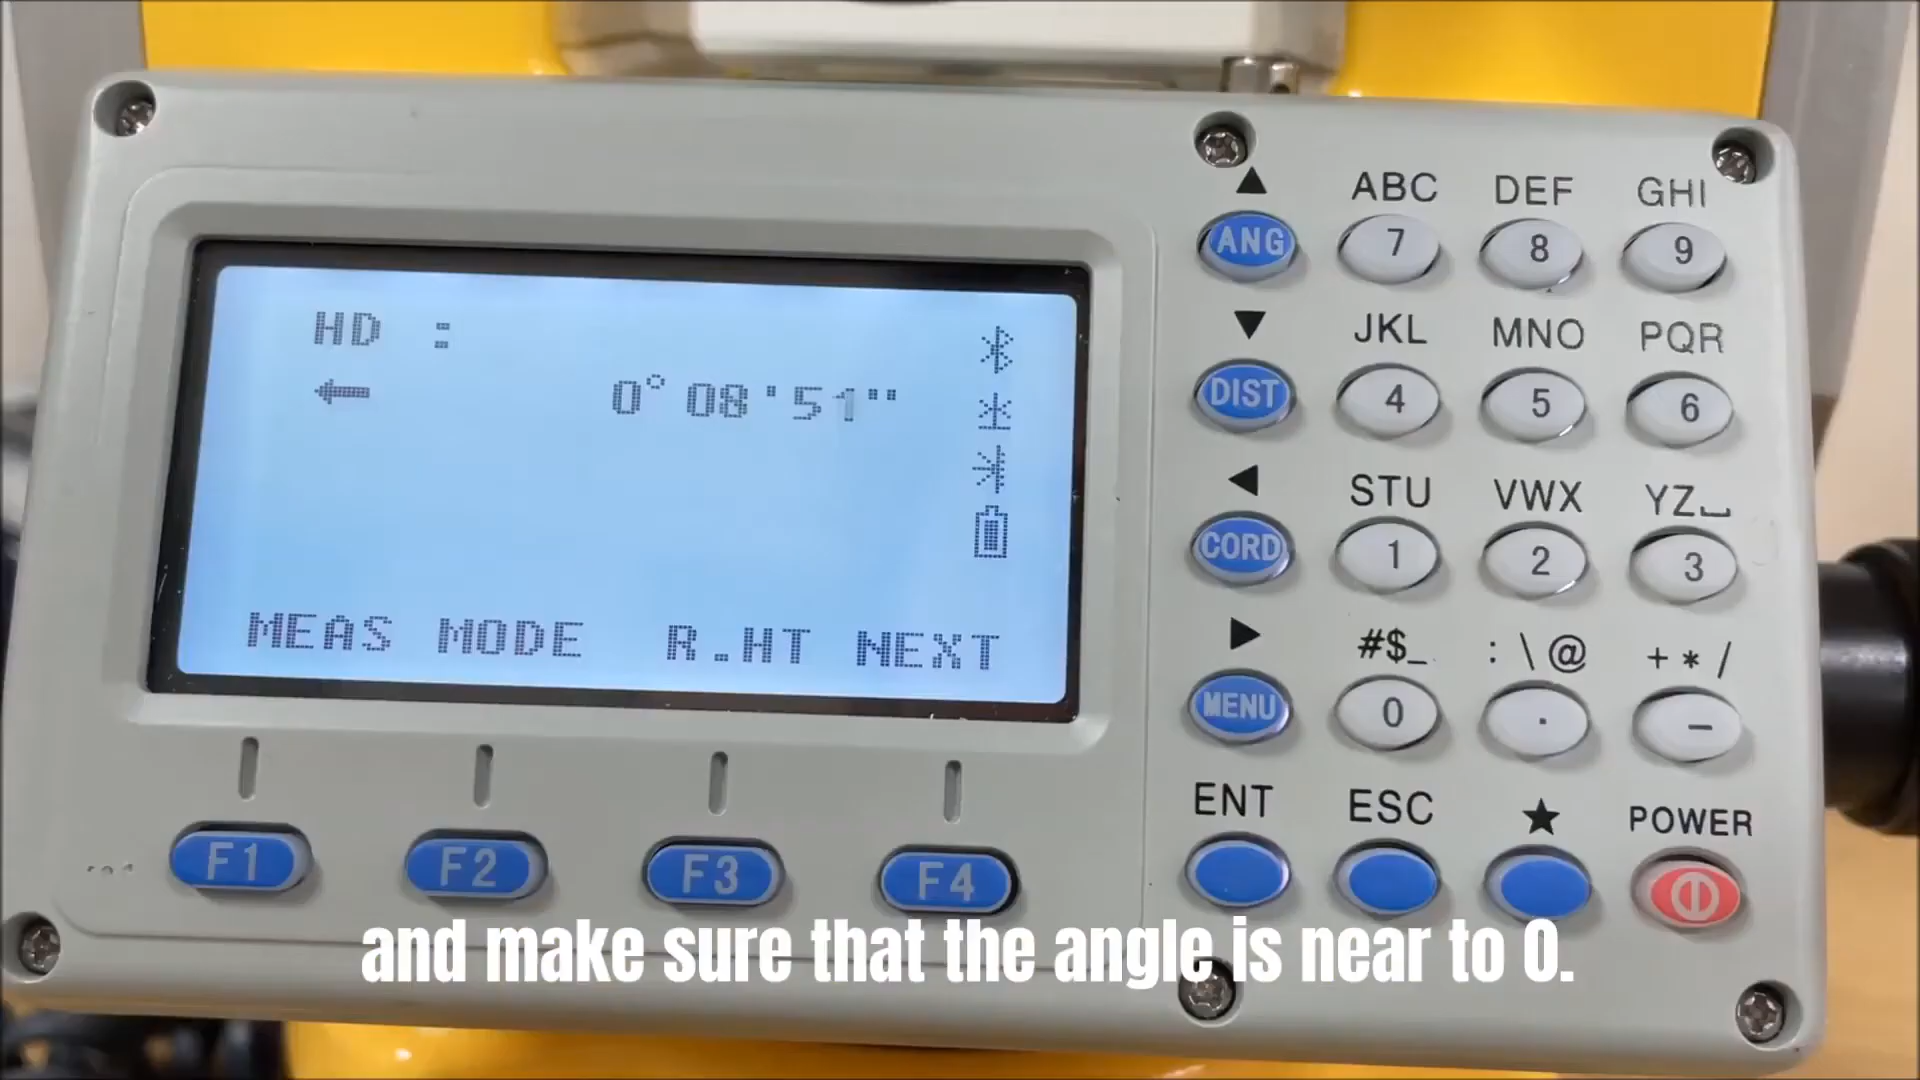 HD :
← 0°08'51"
MEAS MODE R.HT NEXT
F1 F2 F3 F4
▲ ABC DEF GHI
ANG 7 8 9
▼ JKL MNO PQR
DIST 4 5 6
◀ STU VWX YZ⎵
CORD 1 2 3
▶ #$_ :\@ +*/
MENU 0 . −
ENT ESC ★ POWER
and make sure that the angle is near to 0.